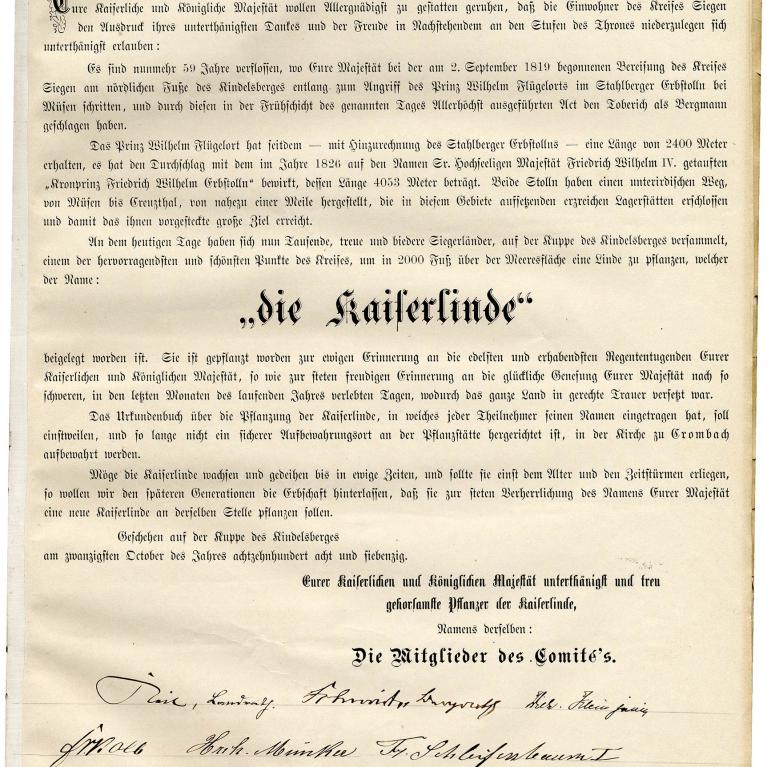 Eure Kaiserliche und Königliche Majestät wollen Allergnädigst zu gestatten geruhen, daß die Einwohner des Kreises Siegen
den Ausdruck ihres unterthänigsten Dankes und der Freude in Nachstehendem an den Stufen des Thrones niederzulegen sich
unterthänigst erlauben:
Es sind nunmehr 59 Jahre verflossen, wo Eure Majestät bei der am 2. September 1819 begonnenen Bereisung des Kreises
Siegen am nördlichen Fuße des Kindelsberges entlang zum Angriff des Prinz Wilhelm Flügelorts im Stahlberger Erbstolln bei
Müsen schritten, und durch diesen in der Frühschicht des genannten Tages Allerhöchst ausgeführten Act den Toberich als Bergmann
geschlagen haben.
Das Prinz Wilhelm Flügelort hat seitdem — mit Hinzurechnung des Stahlberger Erbstollns — eine Länge von 2400 Meter
erhalten, es hat den Durchschlag mit dem im Jahre 1826 auf den Namen Sr. Hochseeligen Majestät Friedrich Wilhelm IV. getauften
„Kronprinz Friedrich Wilhelm Erbstolln“ bewirkt, dessen Länge 4053 Meter beträgt. Beide Stolln haben einen unterirdischen Weg,
von Müsen bis Creuzthal, von nahezu einer Meile hergestellt, die in diesem Gebiete aufsetzenden erzreichen Lagerstätten erschlossen
und damit das ihnen vorgesteckte große Ziel erreicht.
An dem heutigen Tage haben sich nun Tausende, treue und biedere Siegerländer, auf der Kuppe des Kindelsberges versammelt,
einem der hervorragendsten und schönsten Punkte des Kreises, um in 2000 Fuß über der Meeresfläche eine Linde zu pflanzen, welcher
der Name:
„die Kaiserlinde“
beigelegt worden ist. Sie ist gepflanzt worden zur ewigen Erinnerung an die edelsten und erhabendsten Regententugenden Eurer
Kaiserlichen und Königlichen Majestät, so wie zur steten freudigen Erinnerung an die glückliche Genesung Eurer Majestät nach so
schweren, in den letzten Monaten des laufenden Jahres verlebten Tagen, wodurch das ganze Land in gerechte Trauer versetzt war.
Das Urkundenbuch über die Pflanzung der Kaiserlinde, in welches jeder Theilnehmer seinen Namen eingetragen hat, soll
einstweilen, und so lange nicht ein sicherer Aufbewahrungsort an der Pflanzstätte hergerichtet ist, in der Kirche zu Crombach
aufbewahrt werden.
Möge die Kaiserlinde wachsen und gedeihen bis in ewige Zeiten, und sollte sie einst dem Alter und den Zeitstürmen erliegen,
so wollen wir den späteren Generationen die Erbschaft hinterlassen, daß sie zur steten Verherrlichung des Namens Eurer Majestät
eine neue Kaiserlinde an derselben Stelle pflanzen sollen.
Geschehen auf der Kuppe des Kindelsberges
am zwanzigsten October des Jahres achtzehnhundert acht und siebenzig.
Eurer Kaiserlichen und Königlichen Majestät unterthänigst und treu
gehorsamste Pflanzer der Kaiserlinde,
Namens derselben:
Die Mitglieder des Comité's.
Landrath. Klein junior
Hrch. Münker Fr. Schleifenbaum I